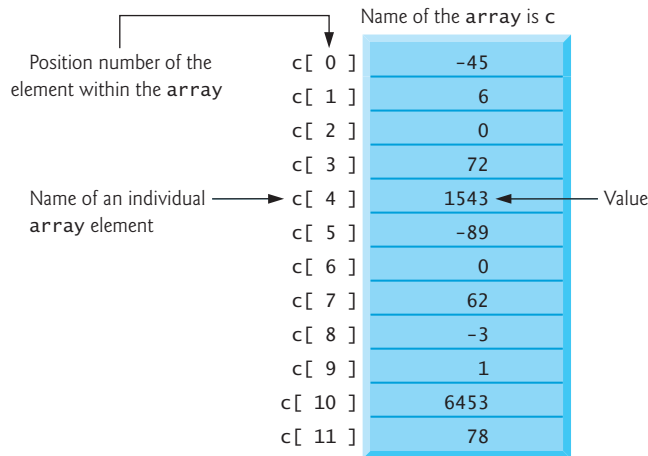 Name of the array is c
Position number of the
element within the array
c[ 0 ] -45
c[ 1 ] 6
c[ 2 ] 0
c[ 3 ] 72
Name of an individual
array element
c[ 4 ] 1543
Value
c[ 5 ] -89
c[ 6 ] 0
c[ 7 ] 62
c[ 8 ] -3
c[ 9 ] 1
c[ 10 ] 6453
c[ 11 ] 78